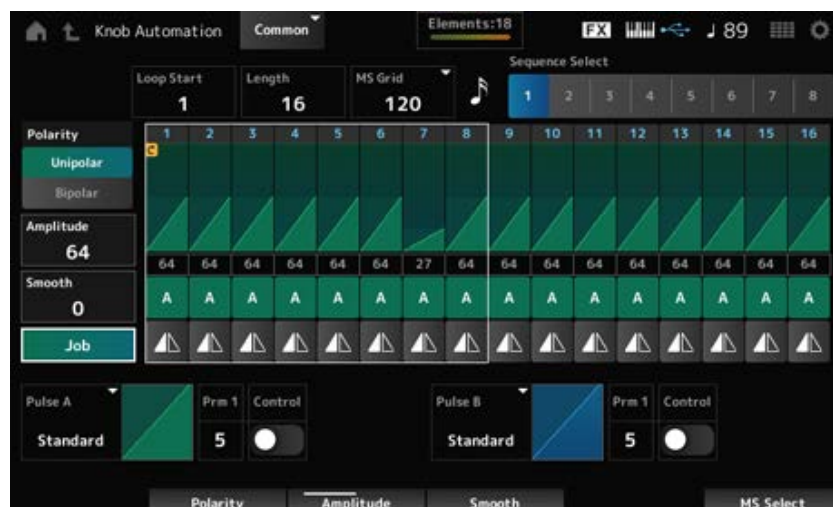 Knob Automation Common Elements:18 FX 89
Sequence Select
1 2 3 4 5 6 7 8
Loop Start Length MS Grid
1 16 120
Polarity
Unipolar
Bipolar
1 2 3 4 5 6 7 8 9 10 11 12 13 14 15 16
C
Amplitude
64
64 64 64 64 64 64 27 64 64 64 64 64 64 64 64 64
Smooth
0
A A A A A A A A A A A A A A A A
Job
Pulse A Prm 1 Control Pulse B Prm 1 Control
Standard 5 Standard 5
Polarity Amplitude Smooth MS Select